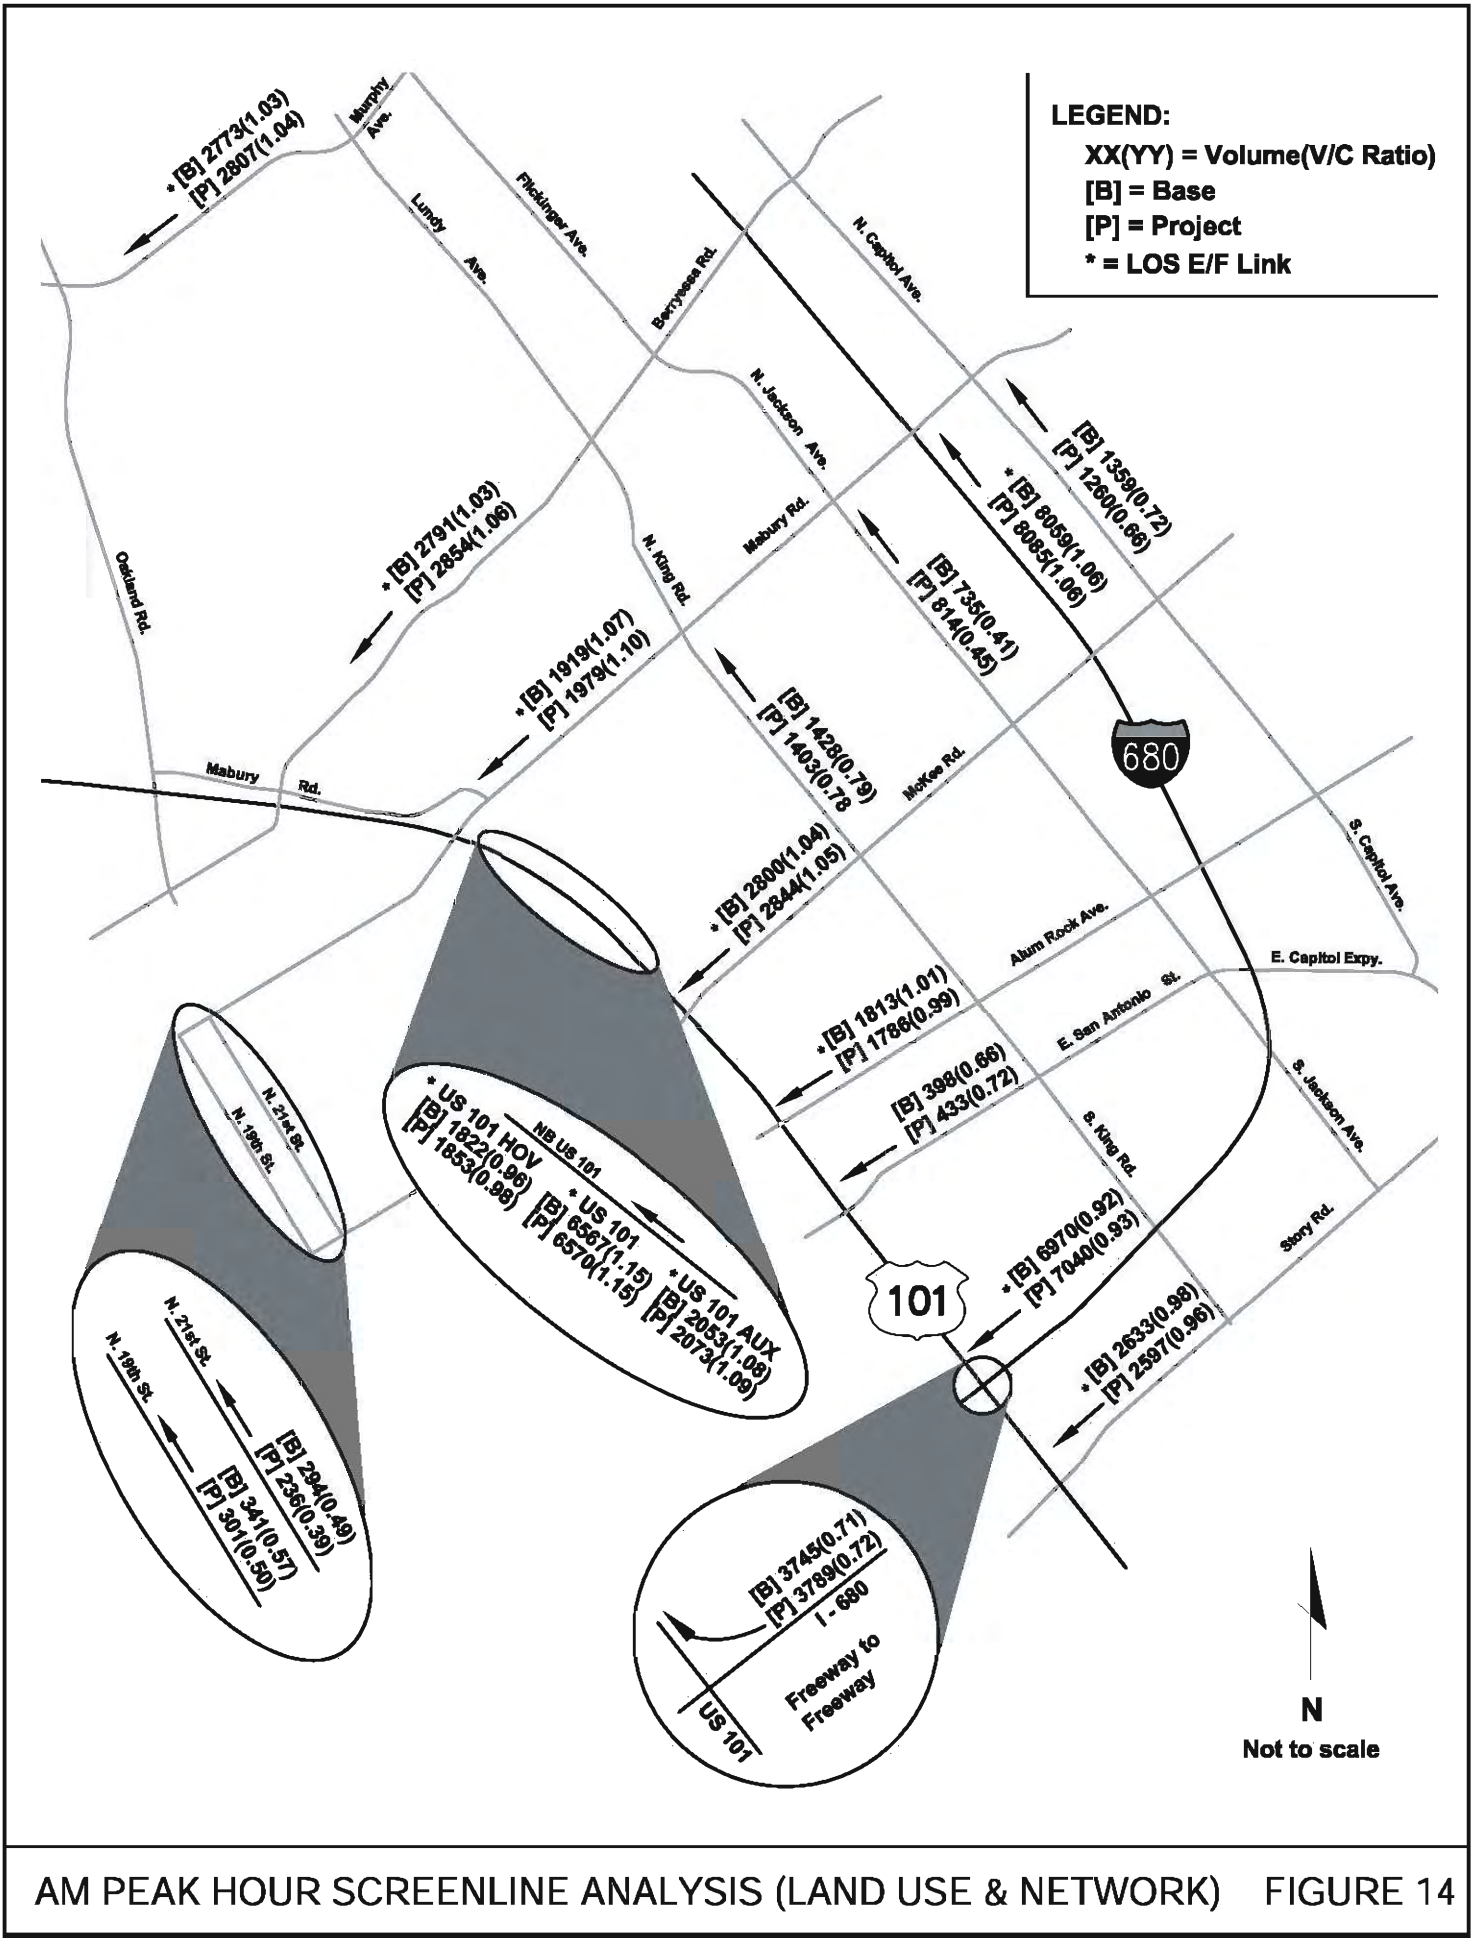 LEGEND:
XX(YY) = Volume(V/C Ratio)
[B] = Base
[P] = Project
* = LOS E/F Link
Murphy
Ave.
* [B] 2773(1.03)
[P] 2807(1.04)
Lundy
Ave.
Flickinger Ave.
Berryessa Rd.
N. Capitol Ave.
N. Jackson Ave.
[B] 1359(0.72)
[P] 1260(0.66)
* [B] 8059(1.06)
[P] 8085(1.06)
* [B] 2791(1.03)
[P] 2854(1.06)
Mabury Rd.
N. King Rd.
Oakland Rd.
[B] 735(0.41)
[P] 814(0.45)
* [B] 1919(1.07)
[P] 1979(1.10)
[B] 1428(0.79)
[P] 1403(0.78
680
McKee Rd.
Mabury Rd.
* [B] 2800(1.04)
[P] 2844(1.05)
S. Capitol Ave.
Alum Rock Ave.
E. Capitol Expy.
* [B] 1813(1.01)
[P] 1786(0.99)
E. San Antonio St.
[B] 398(0.66)
[P] 433(0.72)
S. Jackson Ave.
S. King Rd.
N. 21st St.
N. 19th St.
* US 101 HOV
[B] 1822(0.96)
[P] 1853(0.98)
NB US 101
* US 101
[B] 6567(1.15)
[P] 6570(1.15)
* US 101 AUX
[B] 2053(1.08)
[P] 2073(1.09)
101
* [B] 6970(0.92)
[P] 7040(0.93)
Story Rd.
* [B] 2633(0.98)
[P] 2597(0.96)
N. 21st St.
N. 19th St.
[B] 294(0.49)
[P] 236(0.39)
[B] 341(0.57)
[P] 301(0.50)
[B] 3745(0.71)
[P] 3789(0.72)
I - 680
Freeway to
Freeway
US 101
N
Not to scale
AM PEAK HOUR SCREENLINE ANALYSIS (LAND USE & NETWORK) FIGURE 14